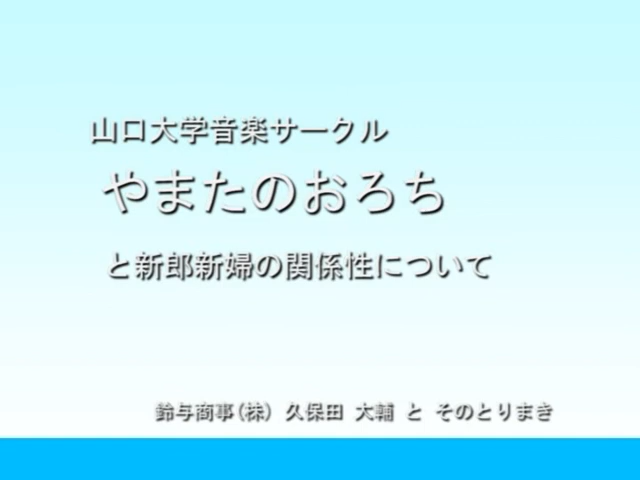 山口大学音楽サークル
やまたのおろち
と新郎新婦の関係性について
鈴与商事(株) 久保田 大輔 と そのとりまき